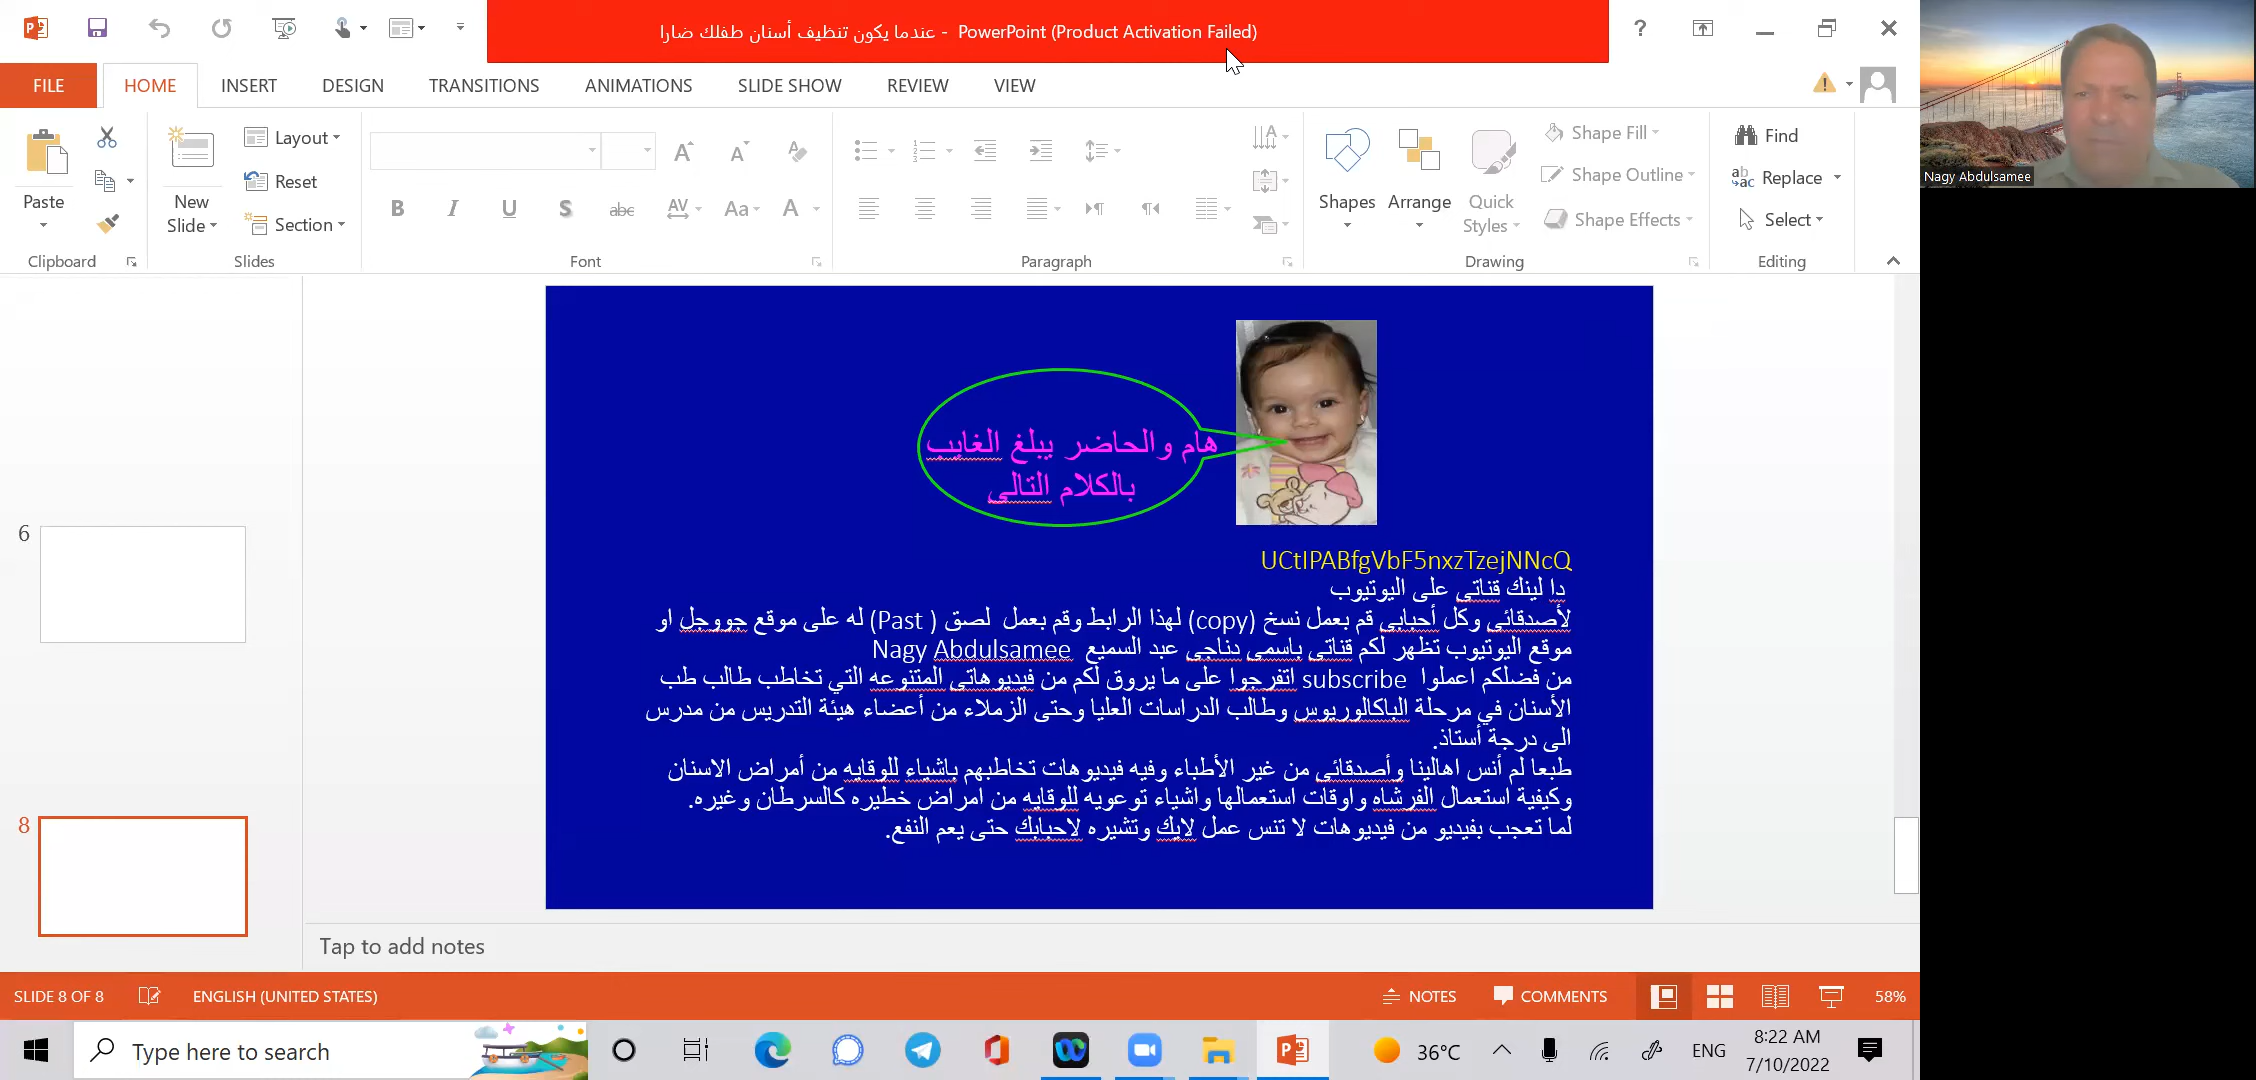 عندما يكون تنظيف أسنان طفلك ضارا - PowerPoint (Product Activation Failed)
FILE
HOME
INSERT
DESIGN
TRANSITIONS
ANIMATIONS
SLIDE SHOW
REVIEW
VIEW
Paste
Clipboard
New Slide
Layout
Reset
Section
Slides
Font
Paragraph
Shapes
Arrange
Quick Styles
Shape Fill
Shape Outline
Shape Effects
Drawing
Find
Replace
Select
Editing
Nagy Abdulsamee
6
8
هام والحاضر يبلغ الغايب
بالكلام التالى
UCtIPABfgVbF5nxzTzejNNcQ
دا لينك قناتى على اليوتيوب
لأصدقائى وكل أحبابى قم بعمل نسخ (copy) لهذا الرابط وقم بعمل لصق ( Past) له على موقع جووجل او
موقع اليوتيوب تظهر لكم قناتى باسمى دناجى عبد السميع Nagy Abdulsamee
من فضلكم اعملوا subscribe اتفرجوا على ما يروق لكم من فيديوهاتى المتنوعه التي تخاطب طالب طب
الأسنان في مرحلة الباكالوريوس وطالب الدراسات العليا وحتى الزملاء من أعضاء هيئة التدريس من مدرس
الى درجة أستاذ.
طبعا لم أنس اهالينا وأصدقائى من غير الأطباء وفيه فيديوهات تخاطبهم باشياء للوقايه من أمراض الاسنان
وكيفية استعمال الفرشاه واوقات استعمالها واشياء توعويه للوقايه من امراض خطيره كالسرطان وغيره.
لما تعجب بفيديو من فيديوهات لا تنس عمل لايك وتشيره لاحبابك حتى يعم النفع.
Tap to add notes
SLIDE 8 OF 8
ENGLISH (UNITED STATES)
NOTES
COMMENTS
58%
Type here to search
36°C
ENG
8:22 AM
7/10/2022